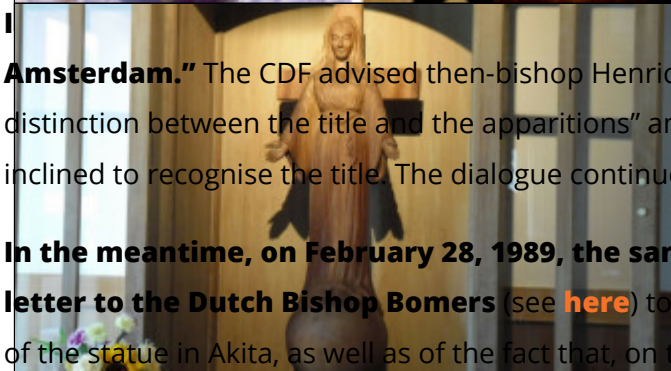 I
Amsterdam.” The CDF advised then-bishop Henric
distinction between the title and the apparitions” an
inclined to recognise the title. The dialogue continu
In the meantime, on February 28, 1989, the sam
letter to the Dutch Bishop Bomers (see here) to
of the statue in Akita, as well as of the fact that, on t